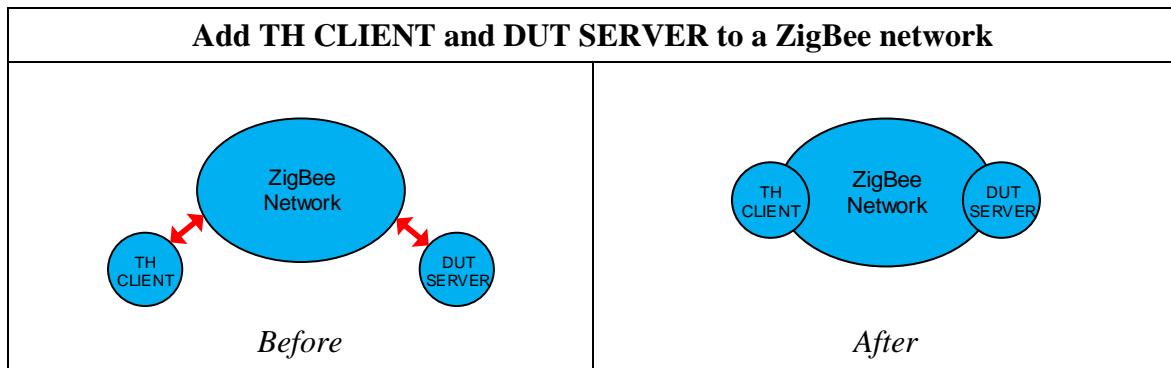 Add TH CLIENT and DUT SERVER to a ZigBee network
ZigBee
Network
TH
CLIENT
DUT
SERVER
Before
TH
CLIENT
ZigBee
Network
DUT
SERVER
After